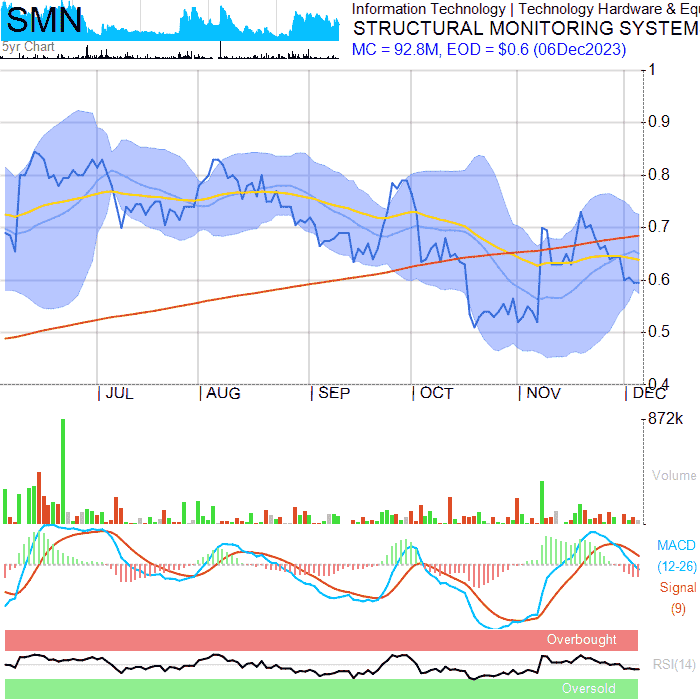 SMN
5yr Chart
Information Technology | Technology Hardware & Eq
STRUCTURAL MONITORING SYSTEM
MC = 92.8M, EOD = $0.6 (06Dec2023)
1
0.9
0.8
0.7
0.6
0.5
0.4
JUL
AUG
SEP
OCT
NOV
DEC
872k
Volume
MACD
(12-26)
Signal
(9)
Overbought
RSI(14)
Oversold